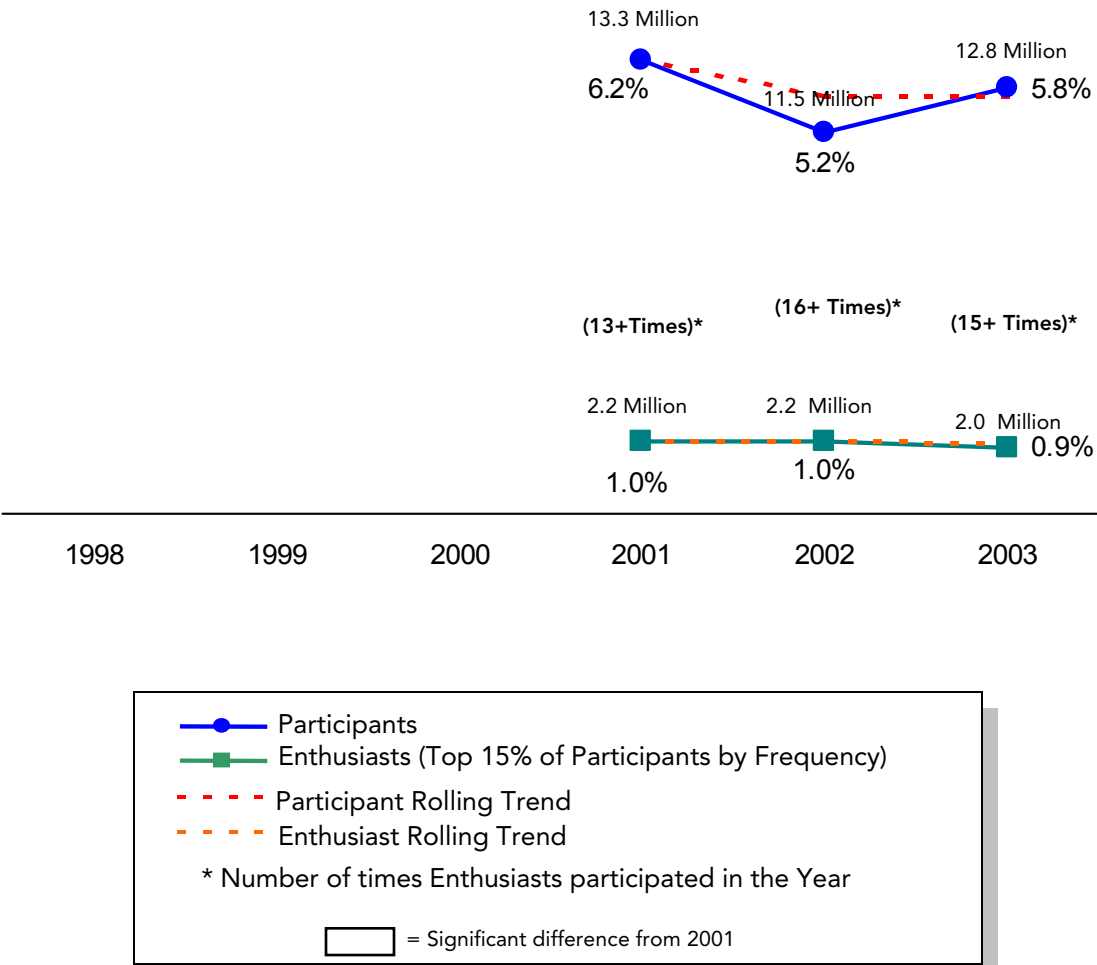 13.3 Million
12.8 Million
6.2%
11.5 Million
5.8%
5.2%
(13+Times)*
(16+ Times)*
(15+ Times)*
2.2 Million
2.2 Million
2.0 Million
1.0%
1.0%
0.9%
1998 1999 2000 2001 2002 2003
Participants
Enthusiasts (Top 15% of Participants by Frequency)
Participant Rolling Trend
Enthusiast Rolling Trend
* Number of times Enthusiasts participated in the Year
= Significant difference from 2001